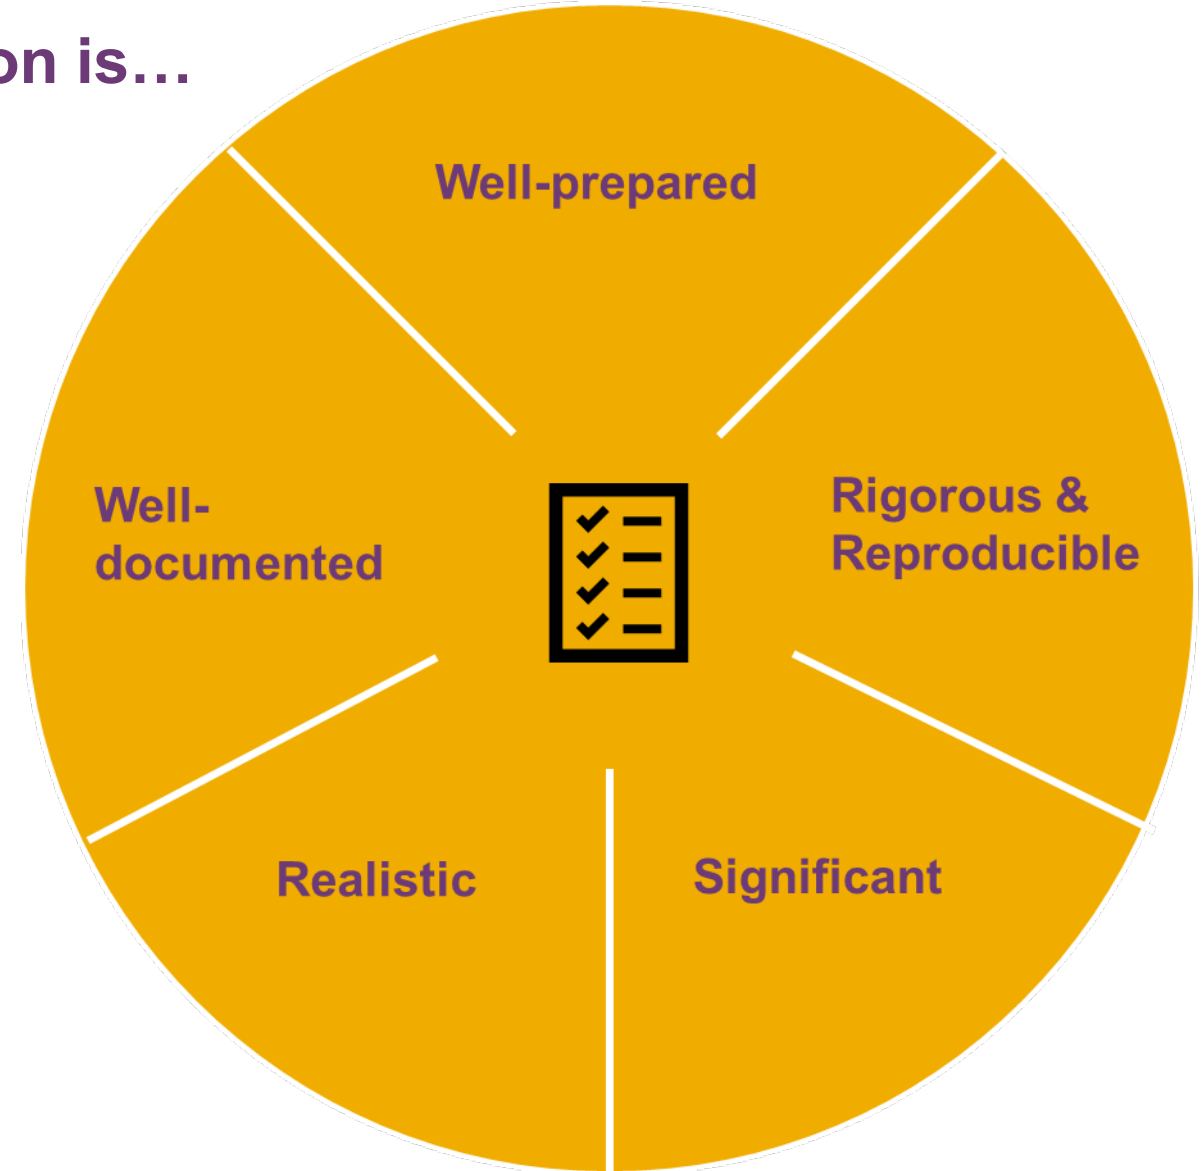 on is…
Well-prepared
Rigorous &
Reproducible
Significant
Realistic
Well-
documented